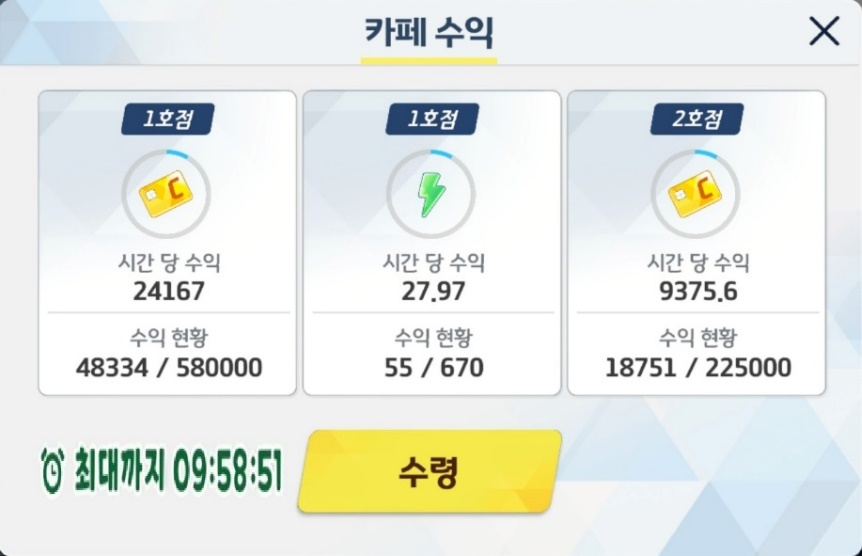 카페 수익
1호점
시간 당 수익
24167
수익 현황
48334 / 580000
1호점
시간 당 수익
27.97
수익 현황
55 / 670
2호점
시간 당 수익
9375.6
수익 현황
18751 / 225000
최대까지 09:58:51
수령